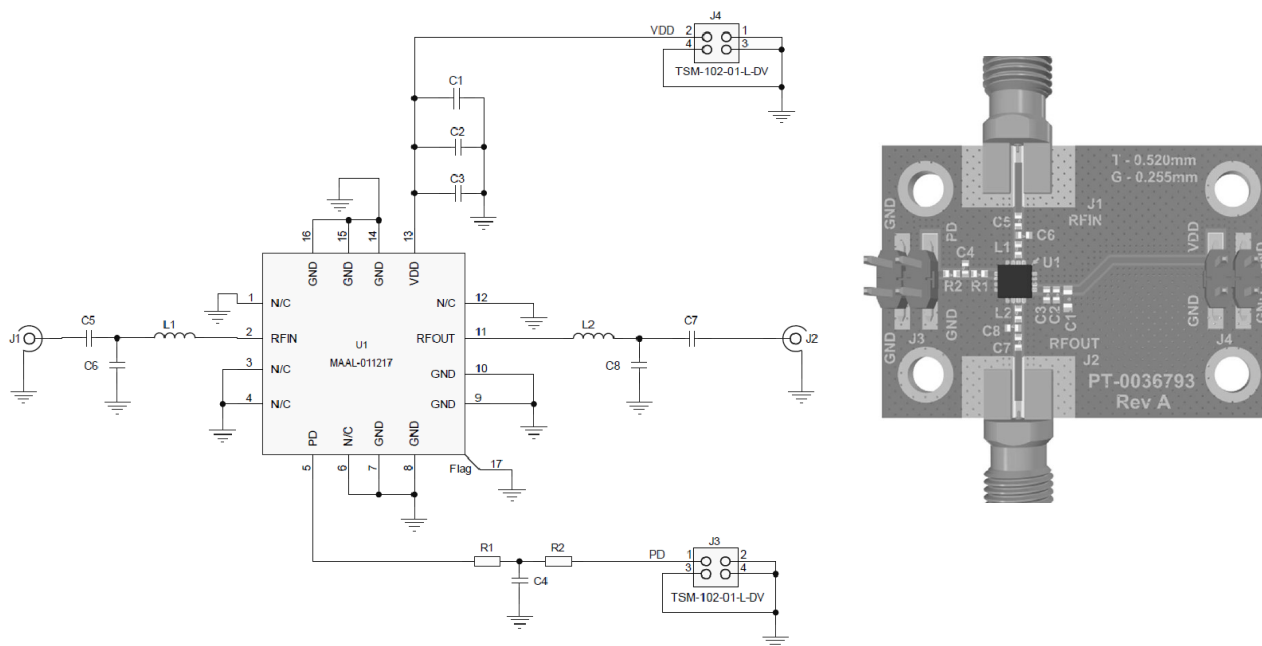 J4
VDD 2 1
4 3
TSM-102-01-L-DV
C1
C2
C3
16 15 14 13
GND GND GND VDD
1 N/C
N/C 12
J1 C5 L1 2 RFIN
RFOUT 11 L2 C7 J2
C6
U1
MAAL-011217
C8
3 N/C
GND 10
4 N/C
GND 9
PD N/C GND GND
5 6 7 8
Flag 17
R1 R2 PD 1 2
J3
3 4
C4
TSM-102-01-L-DV
T - 0.520mm
G - 0.255mm
GND
J1
RFIN
PD
VDD
C5
C6
L1
C4
U1
R2 R1
L2
C3
C2
C1
C8
C7
GND
GND
GND
GND
J3
RFOUT
J2
J4
PT-0036793
Rev A